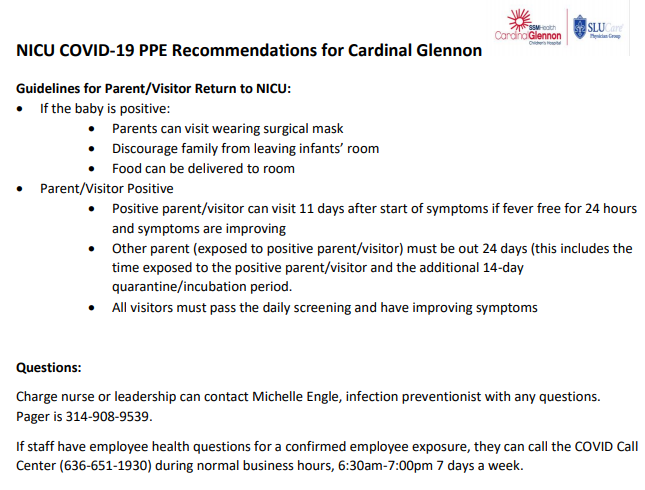 SSMHealth
CardinalGlennon
Children's Hospital
SLUCare
Physician Group
NICU COVID-19 PPE Recommendations for Cardinal Glennon
Guidelines for Parent/Visitor Return to NICU:
• If the baby is positive:
• Parents can visit wearing surgical mask
• Discourage family from leaving infants' room
• Food can be delivered to room
• Parent/Visitor Positive
• Positive parent/visitor can visit 11 days after start of symptoms if fever free for 24 hours
and symptoms are improving
• Other parent (exposed to positive parent/visitor) must be out 24 days (this includes the
time exposed to the positive parent/visitor and the additional 14-day
quarantine/incubation period.
• All visitors must pass the daily screening and have improving symptoms
Questions:
Charge nurse or leadership can contact Michelle Engle, infection preventionist with any questions.
Pager is 314-908-9539.
If staff have employee health questions for a confirmed employee exposure, they can call the COVID Call
Center (636-651-1930) during normal business hours, 6:30am-7:00pm 7 days a week.